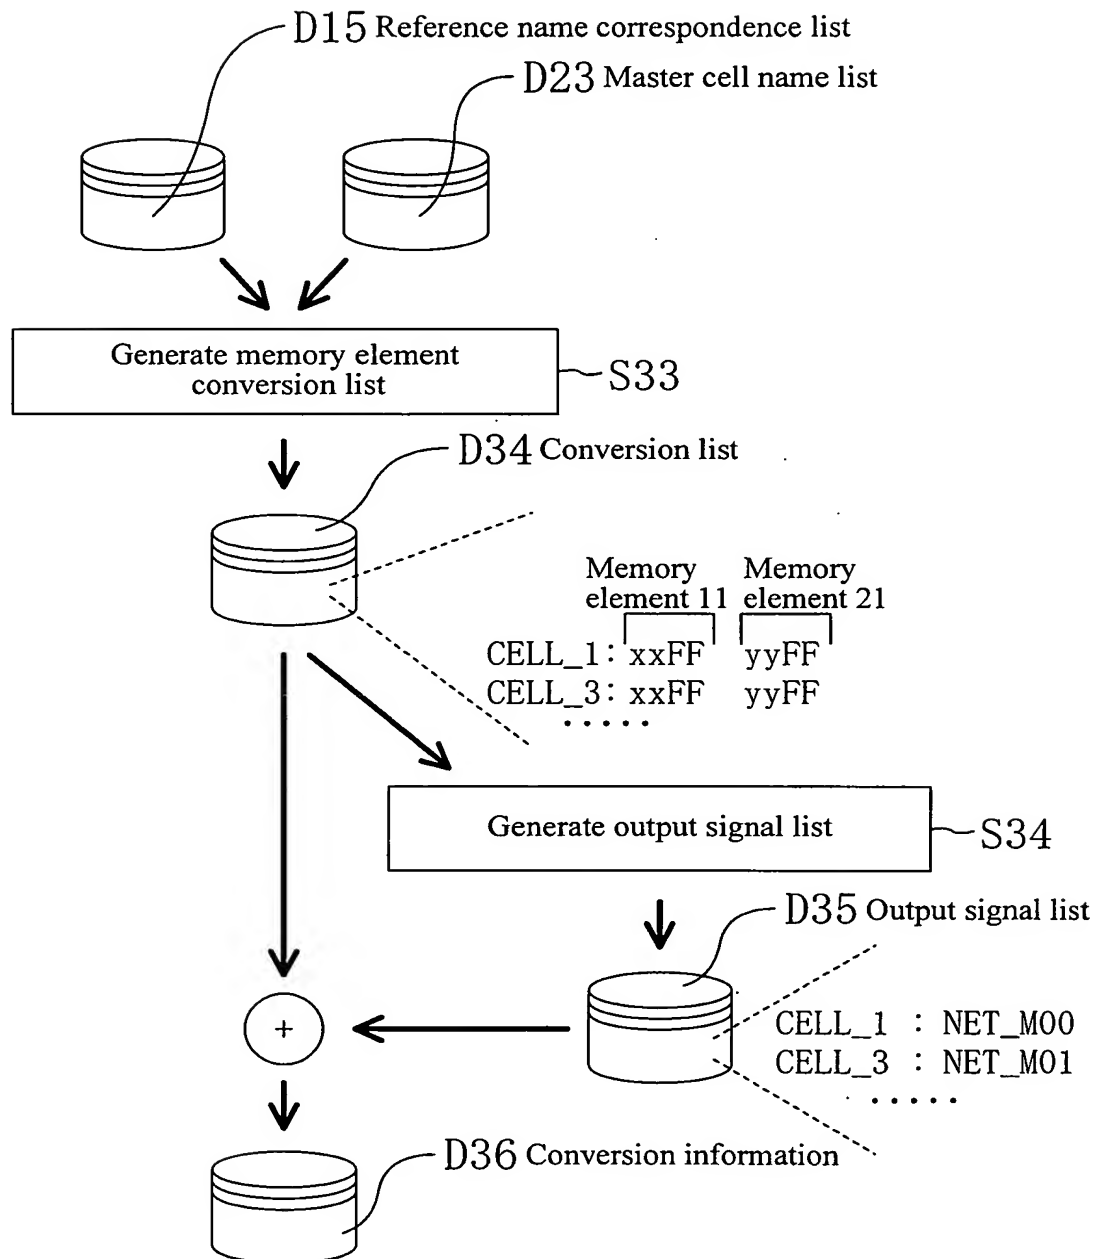 D15 Reference name correspondence list
D23 Master cell name list
Generate memory element
conversion list
S33
D34 Conversion list
Memory
element 11
Memory
element 21
CELL_1: xxFF yyFF
CELL_3: xxFF yyFF
.....
Generate output signal list
S34
D35 Output signal list
CELL_1 : NET_M00
CELL_3 : NET_M01
.....
+
D36 Conversion information